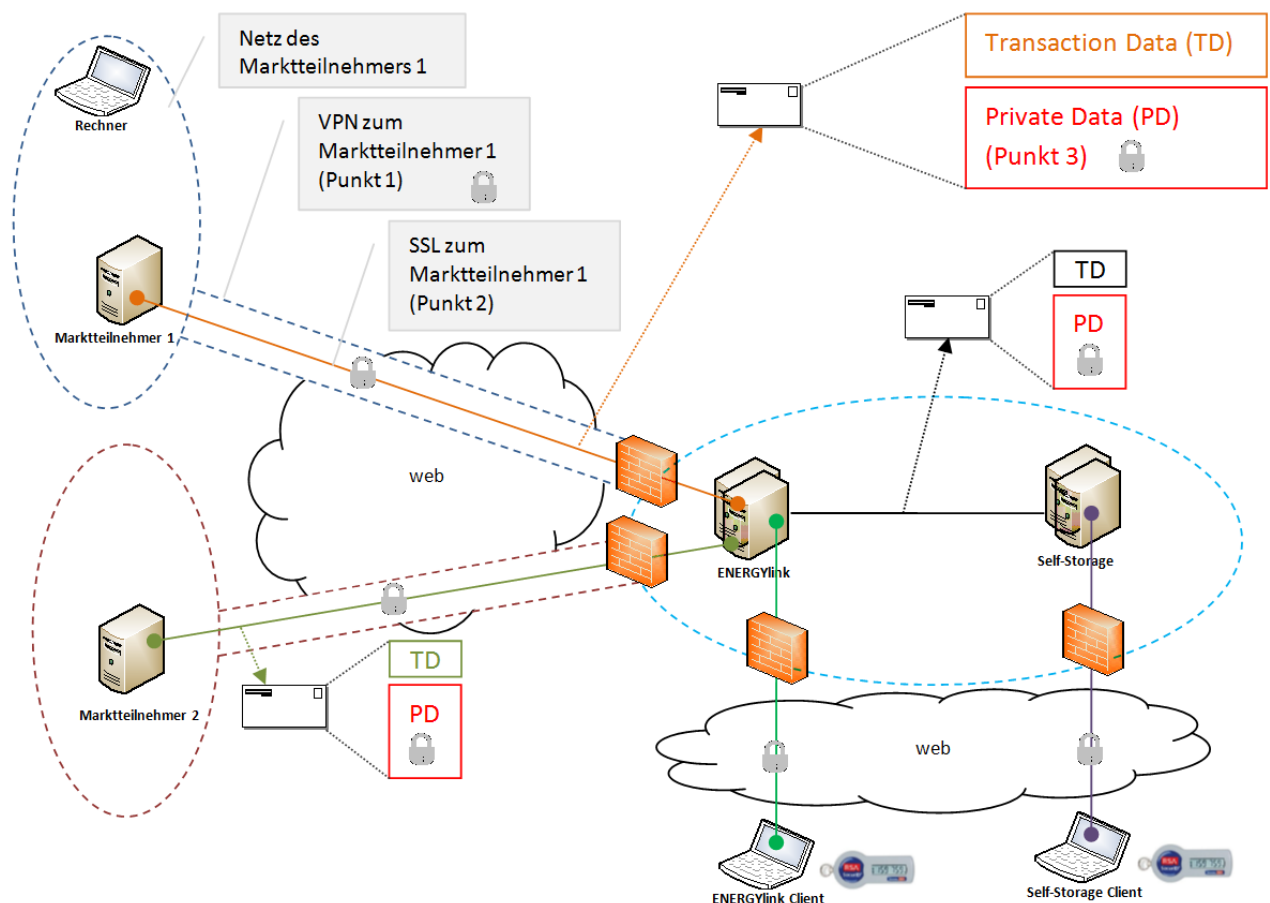 Netz des
Marktteilnehmers 1
Rechner
VPN zum
Marktteilnehmer 1
(Punkt 1)
SSL zum
Marktteilnehmer 1
(Punkt 2)
Transaction Data (TD)
Private Data (PD)
(Punkt 3)
Marktteilnehmer 1
TD
PD
web
ENERGYlink
Self-Storage
Marktteilnehmer 2
TD
PD
web
ENERGYlink Client
RSA
Self-Storage Client
RSA